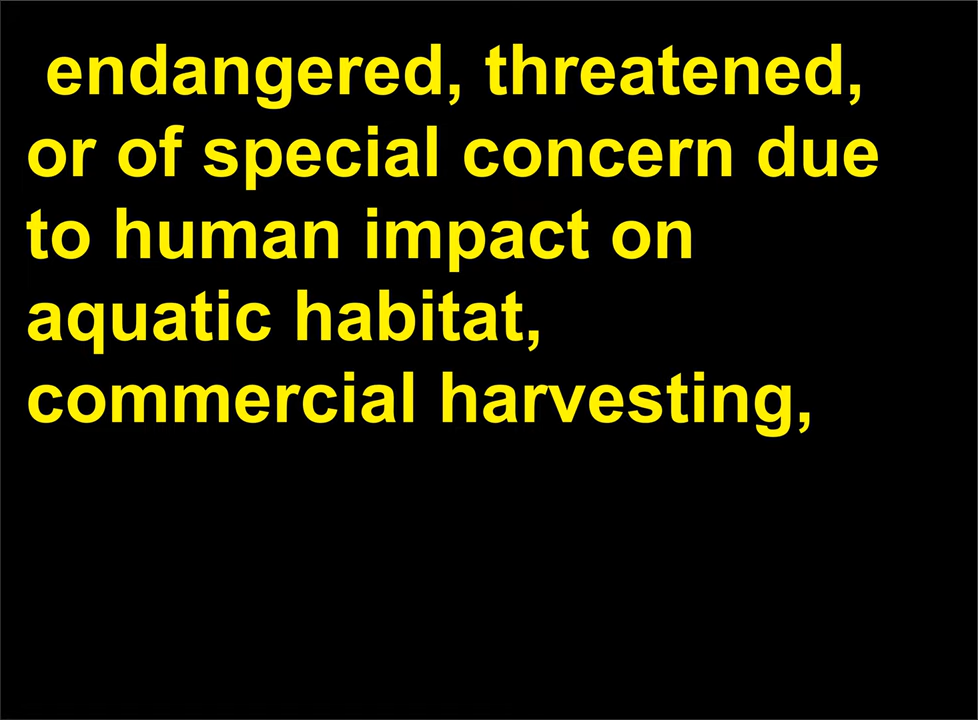 endangered, threatened,
or of special concern due
to human impact on
aquatic habitat,
commercial harvesting,